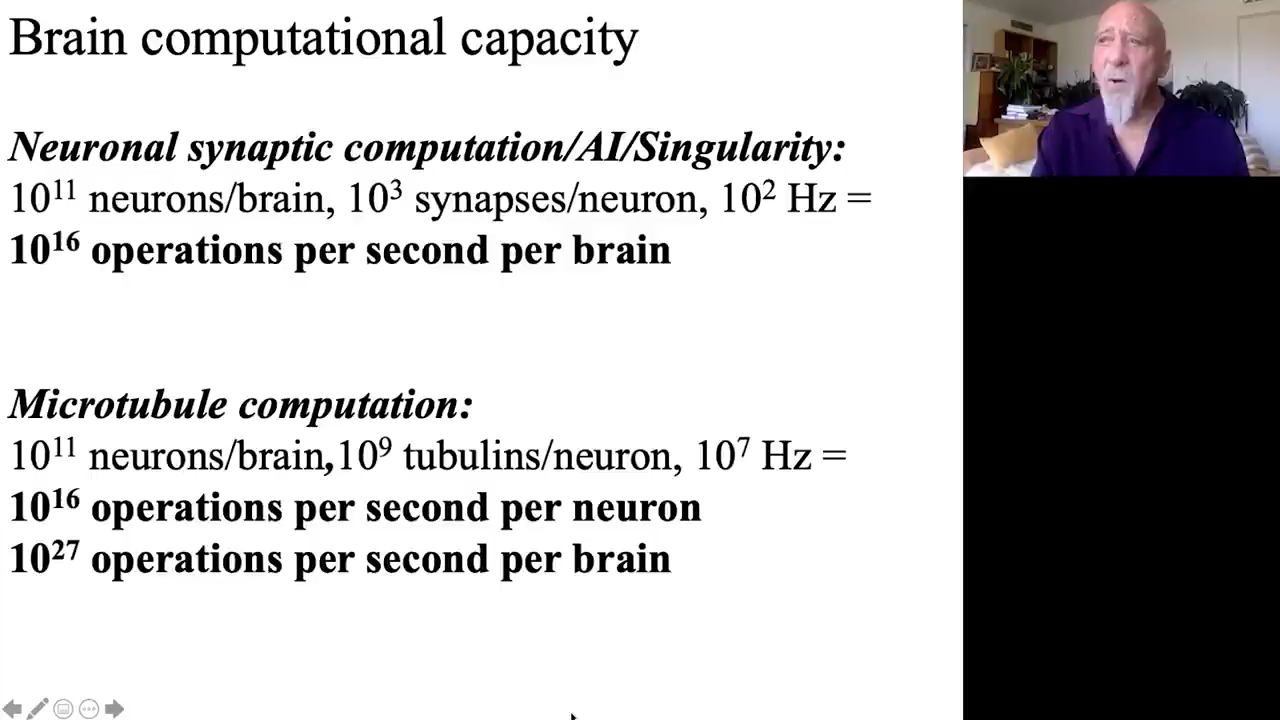 Brain computational capacity
Neuronal synaptic computation/AI/Singularity:
10¹¹ neurons/brain, 10³ synapses/neuron, 10² Hz =
10¹⁶ operations per second per brain
Microtubule computation:
10¹¹ neurons/brain,10⁹ tubulins/neuron, 10⁷ Hz =
10¹⁶ operations per second per neuron
10²⁷ operations per second per brain